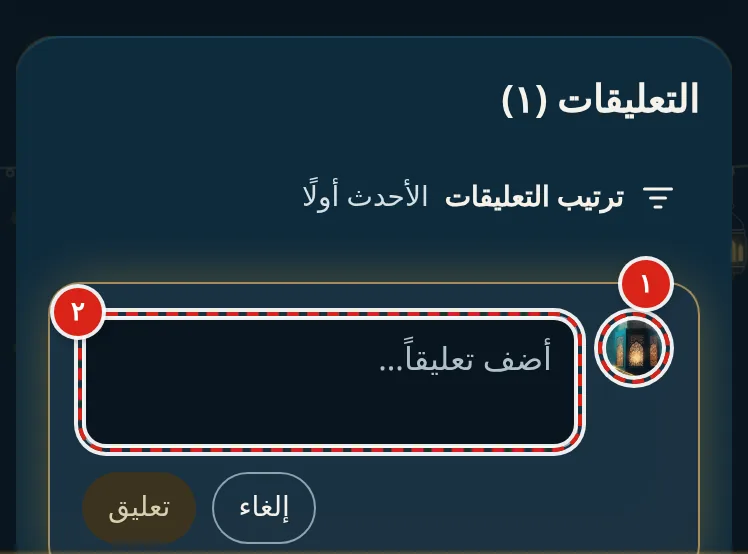 التعليقات (١)
ترتيب التعليقات الأحدث أولًا
١
٢
أضف تعليقاً...
إلغاء
تعليق